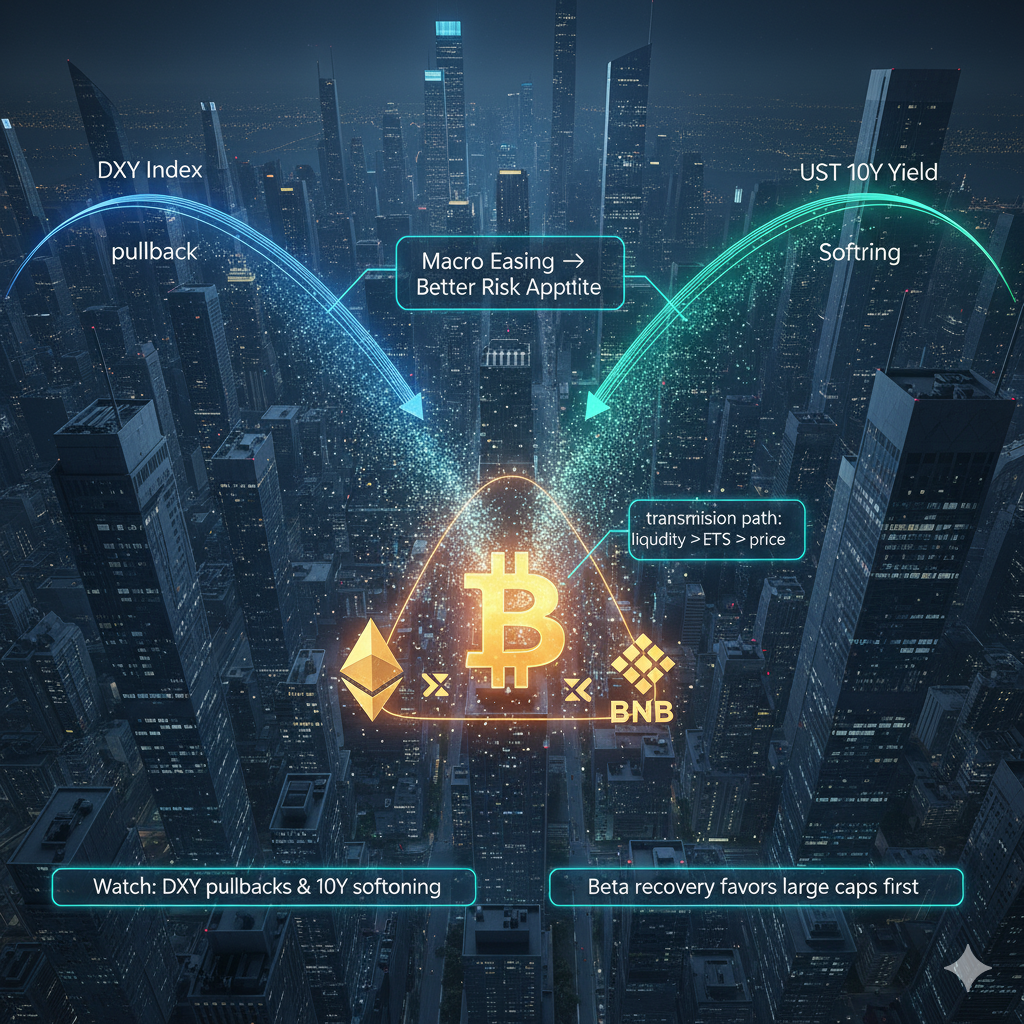 DXY Index
pullback
UST 10Y Yield
Softring
Macro Easing →
Better Risk Apptite
transmision path:
liqudity > ETS > price
BNB
Watch: DXY pullbacks & 10Y softoning
Beta recovery favors large caps first